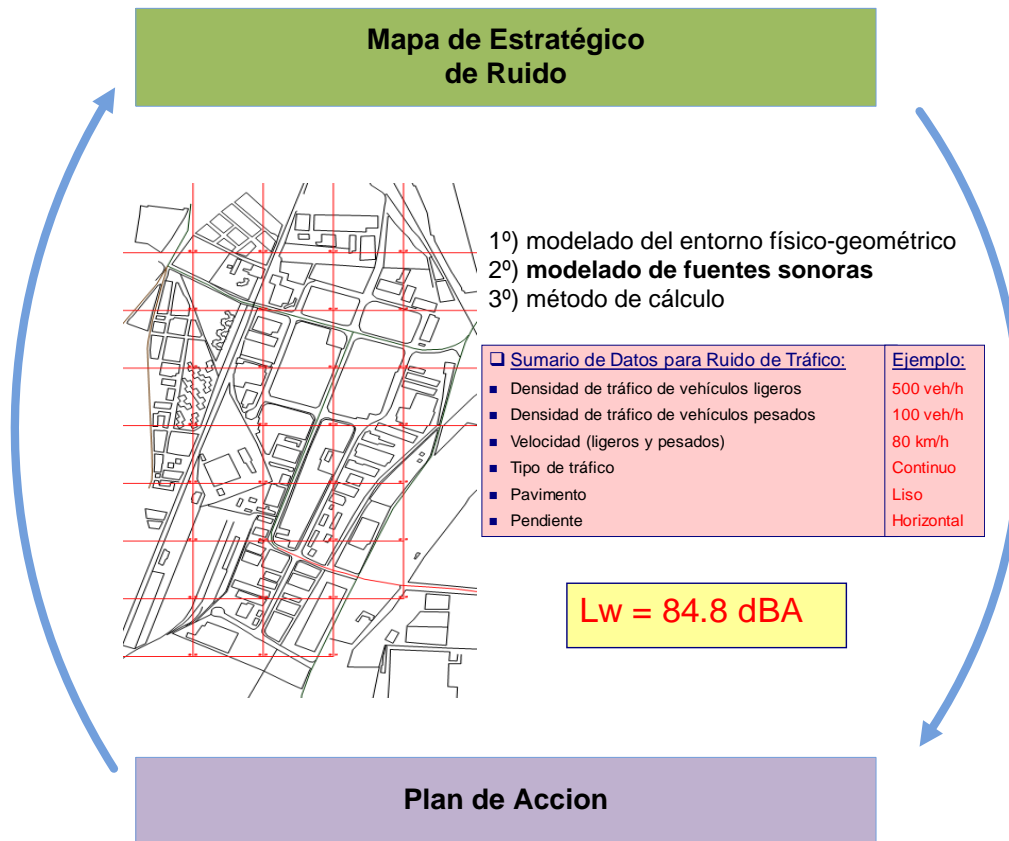 Mapa de Estratégico
de Ruido
1º) modelado del entorno físico-geométrico
2º) modelado de fuentes sonoras
3º) método de cálculo
Sumario de Datos para Ruido de Tráfico: Ejemplo:
Densidad de tráfico de vehículos ligeros 500 veh/h
Densidad de tráfico de vehículos pesados 100 veh/h
Velocidad (ligeros y pesados) 80 km/h
Tipo de tráfico Continuo
Pavimento Liso
Pendiente Horizontal
Lw = 84.8 dBA
Plan de Accion